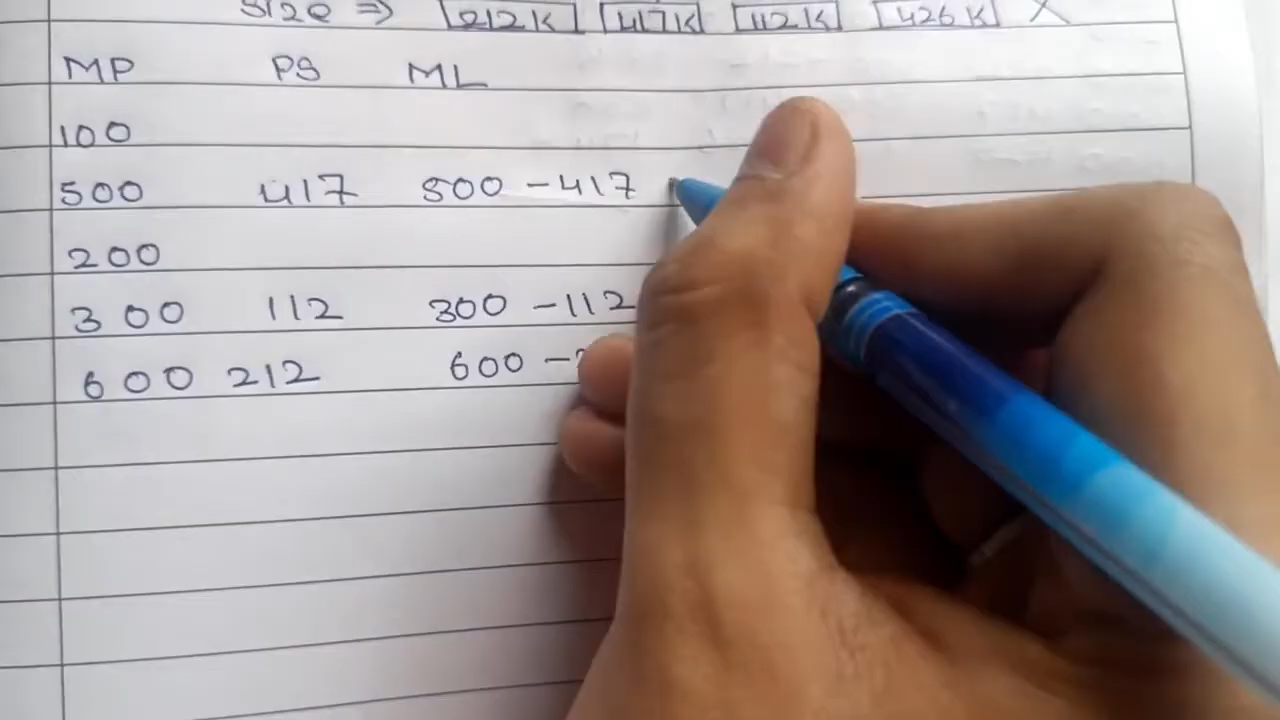 Size ⇒ 212K 417K 112K 426K X
MP PS ML
100
500 417 500 - 417
200
300 112 300 - 112
600 212 600 -